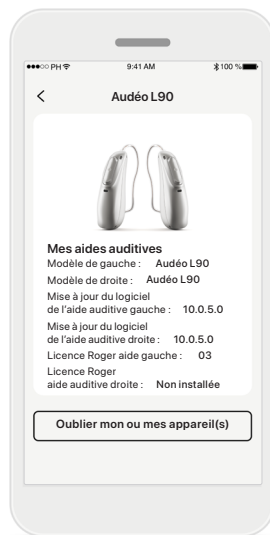 ●●●○○ PH 9:41 AM 100 %
Audéo L90
Mes aides auditives
Modèle de gauche : Audéo L90
Modèle de droite : Audéo L90
Mise à jour du logiciel
de l'aide auditive gauche : 10.0.5.0
Mise à jour du logiciel
de l'aide auditive droite : 10.0.5.0
Licence Roger aide gauche : 03
Licence Roger
aide auditive droite : Non installée
Oublier mon ou mes appareil(s)